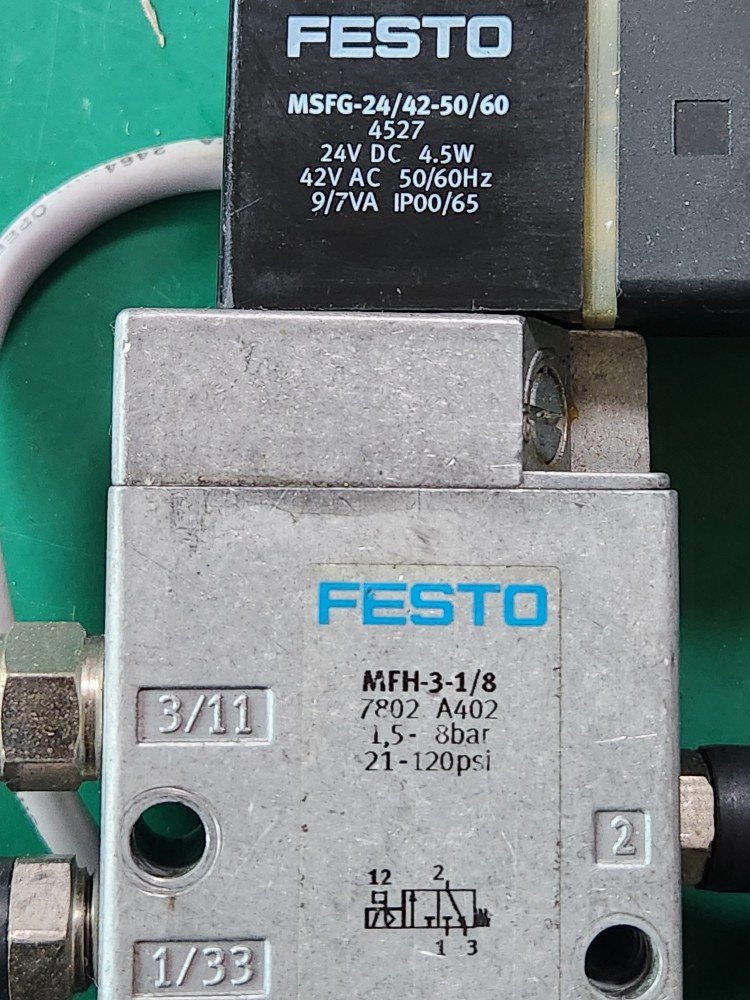 FESTO
MSFG-24/42-50/60
4527
24V DC 4.5W
42V AC 50/60Hz
9/7VA IP00/65
A 2464
FESTO
MFH-3-1/8
7802 A402
1,5- 8bar
21-120psi
3/11
2
12 2
1 3
1/33